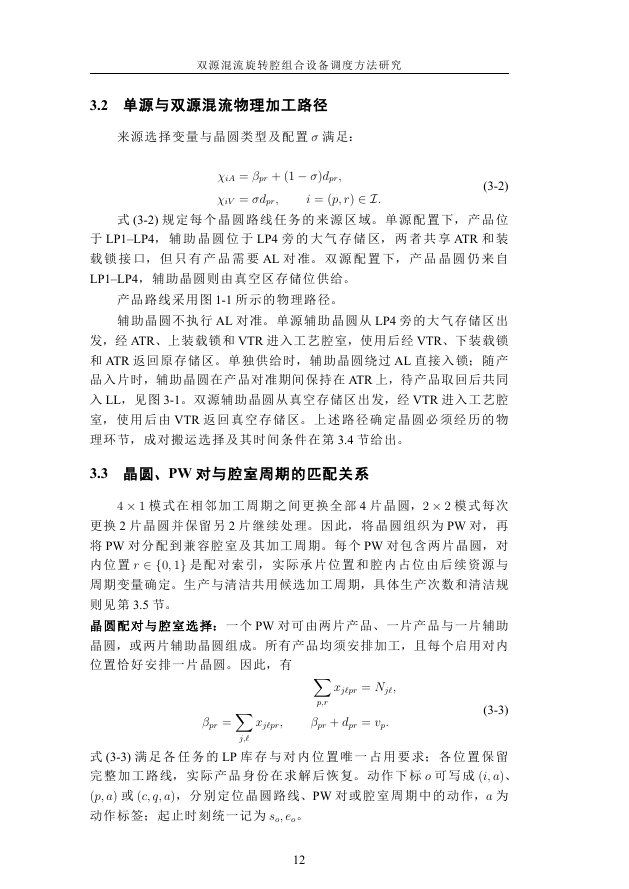 双源混流旋转腔组合设备调度方法研究
3.2 单源与双源混流物理加工路径
来源选择变量与晶圆类型及配置 σ 满足：
χ_{iA} = β_{pr} + (1 − σ)d_{pr},
χ_{iV} = σd_{pr}, i = (p, r) ∈ I.
(3-2)
式 (3-2) 规定每个晶圆路线任务的来源区域。单源配置下，产品位
于 LP1–LP4，辅助晶圆位于 LP4 旁的大气存储区，两者共享 ATR 和装
载锁接口，但只有产品需要 AL 对准。双源配置下，产品晶圆仍来自
LP1–LP4，辅助晶圆则由真空区存储位供给。
产品路线采用图 1-1 所示的物理路径。
辅助晶圆不执行 AL 对准。单源辅助晶圆从 LP4 旁的大气存储区出
发，经 ATR、上装载锁和 VTR 进入工艺腔室，使用后经 VTR、下装载锁
和 ATR 返回原存储区。单独供给时，辅助晶圆绕过 AL 直接入锁；随产
品入片时，辅助晶圆在产品对准期间保持在 ATR 上，待产品取回后共同
入 LL，见图 3-1。双源辅助晶圆从真空存储区出发，经 VTR 进入工艺腔
室，使用后由 VTR 返回真空存储区。上述路径确定晶圆必须经历的物
理环节，成对搬运选择及其时间条件在第 3.4 节给出。
3.3 晶圆、PW 对与腔室周期的匹配关系
4 × 1 模式在相邻加工周期之间更换全部 4 片晶圆，2 × 2 模式每次
更换 2 片晶圆并保留另 2 片继续处理。因此，将晶圆组织为 PW 对，再
将 PW 对分配到兼容腔室及其加工周期。每个 PW 对包含两片晶圆，对
内位置 r ∈ {0, 1} 是配对索引，实际承片位置和腔内占位由后续资源与
周期变量确定。生产与清洁共用候选加工周期，具体生产次数和清洁规
则见第 3.5 节。
晶圆配对与腔室选择：一个 PW 对可由两片产品、一片产品与一片辅助
晶圆，或两片辅助晶圆组成。所有产品均须安排加工，且每个启用对内
位置恰好安排一片晶圆。因此，有
∑_{p,r} x_{jℓpr} = N_{jℓ},
β_{pr} = ∑_{j,ℓ} x_{jℓpr}, β_{pr} + d_{pr} = v_p.
(3-3)
式 (3-3) 满足各任务的 LP 库存与对内位置唯一占用要求；各位置保留
完整加工路线，实际产品身份在求解后恢复。动作下标 o 可写成 (i, a)、
(p, a) 或 (c, q, a)，分别定位晶圆路线、PW 对或腔室周期中的动作，a 为
动作标签；起止时刻统一记为 s_o, e_o。
12